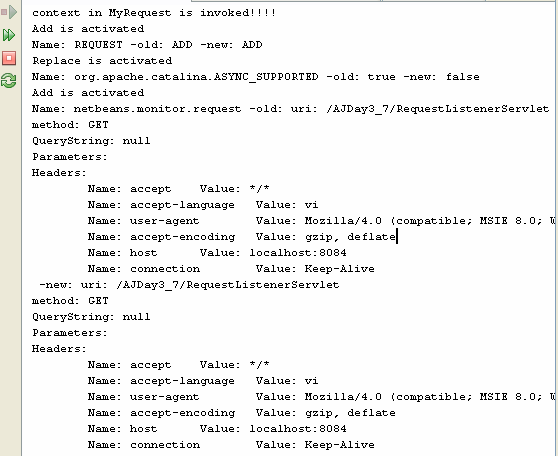 context in MyRequest is invoked!!!!
Add is activated
Name: REQUEST -old: ADD -new: ADD
Replace is activated
Name: org.apache.catalina.ASYNC_SUPPORTED -old: true -new: false
Add is activated
Name: netbeans.monitor.request -old: uri: /AJDay3_7/RequestListenerServlet
method: GET
QueryString: null
Parameters:
Headers:
Name: accept    Value: */*
Name: accept-language   Value: vi
Name: user-agent        Value: Mozilla/4.0 (compatible; MSIE 8.0;
Name: accept-encoding   Value: gzip, deflate
Name: host      Value: localhost:8084
Name: connection        Value: Keep-Alive
-new: uri: /AJDay3_7/RequestListenerServlet
method: GET
QueryString: null
Parameters:
Headers:
Name: accept    Value: */*
Name: accept-language   Value: vi
Name: user-agent        Value: Mozilla/4.0 (compatible; MSIE 8.0;
Name: accept-encoding   Value: gzip, deflate
Name: host      Value: localhost:8084
Name: connection        Value: Keep-Alive